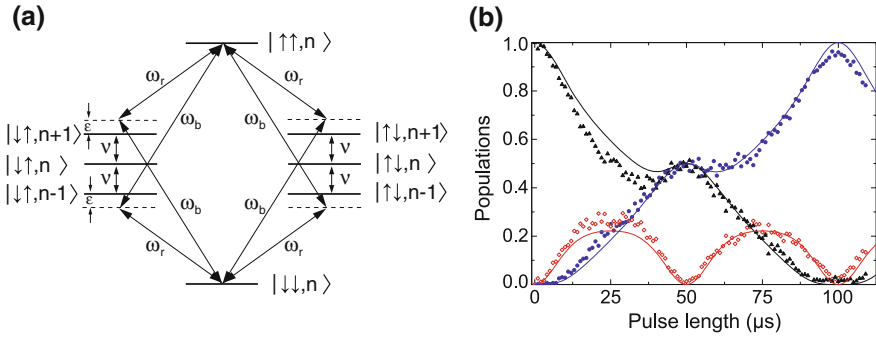 (a)
|↑↑,n⟩
ω_r
ω_r
ω_b
ω_b
ε
|↓↑,n+1⟩
ν
|↓↑,n⟩
ν
|↓↑,n-1⟩
ε
ν
|↑↓,n+1⟩
|↑↓,n⟩
ν
|↑↓,n-1⟩
ω_b
ω_b
ω_r
ω_r
|↓↓,n⟩
(b)
Populations
1.0
0.8
0.6
0.4
0.2
0.0
0
25
50
75
100
Pulse length (µs)